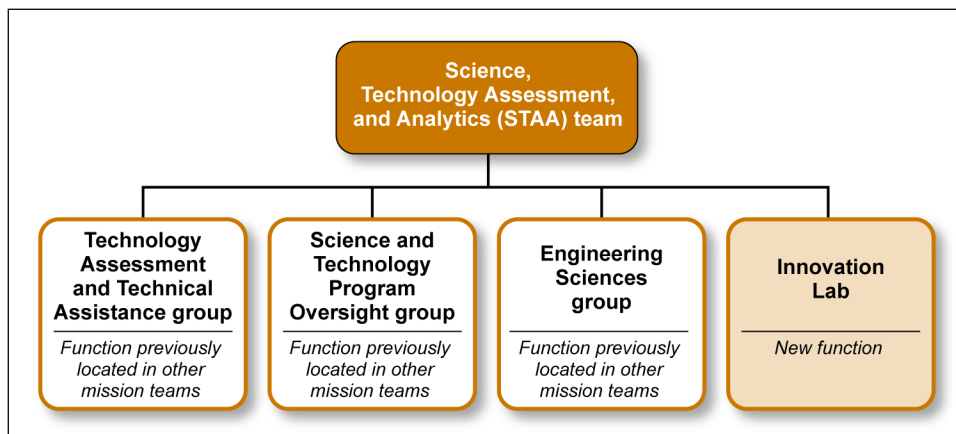 Science,
Technology Assessment,
and Analytics (STAA) team
Technology
Assessment
and Technical
Assistance group
Function previously
located in other
mission teams
Science and
Technology
Program
Oversight group
Function previously
located in other
mission teams
Engineering
Sciences
group
Function previously
located in other
mission teams
Innovation
Lab
New function